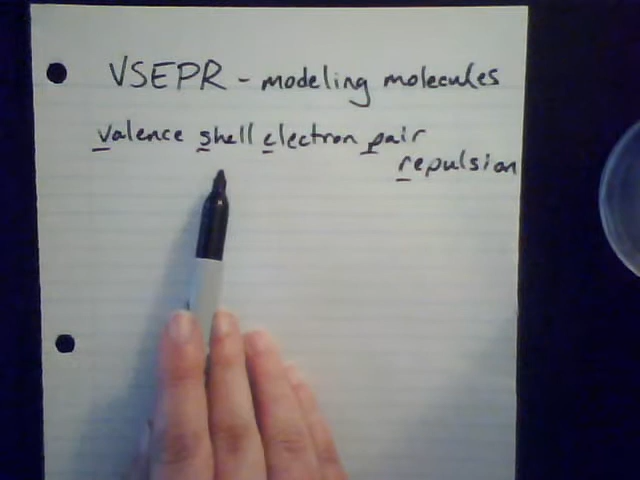 VSEPR - modeling molecules
valence shell electron pair
repulsion